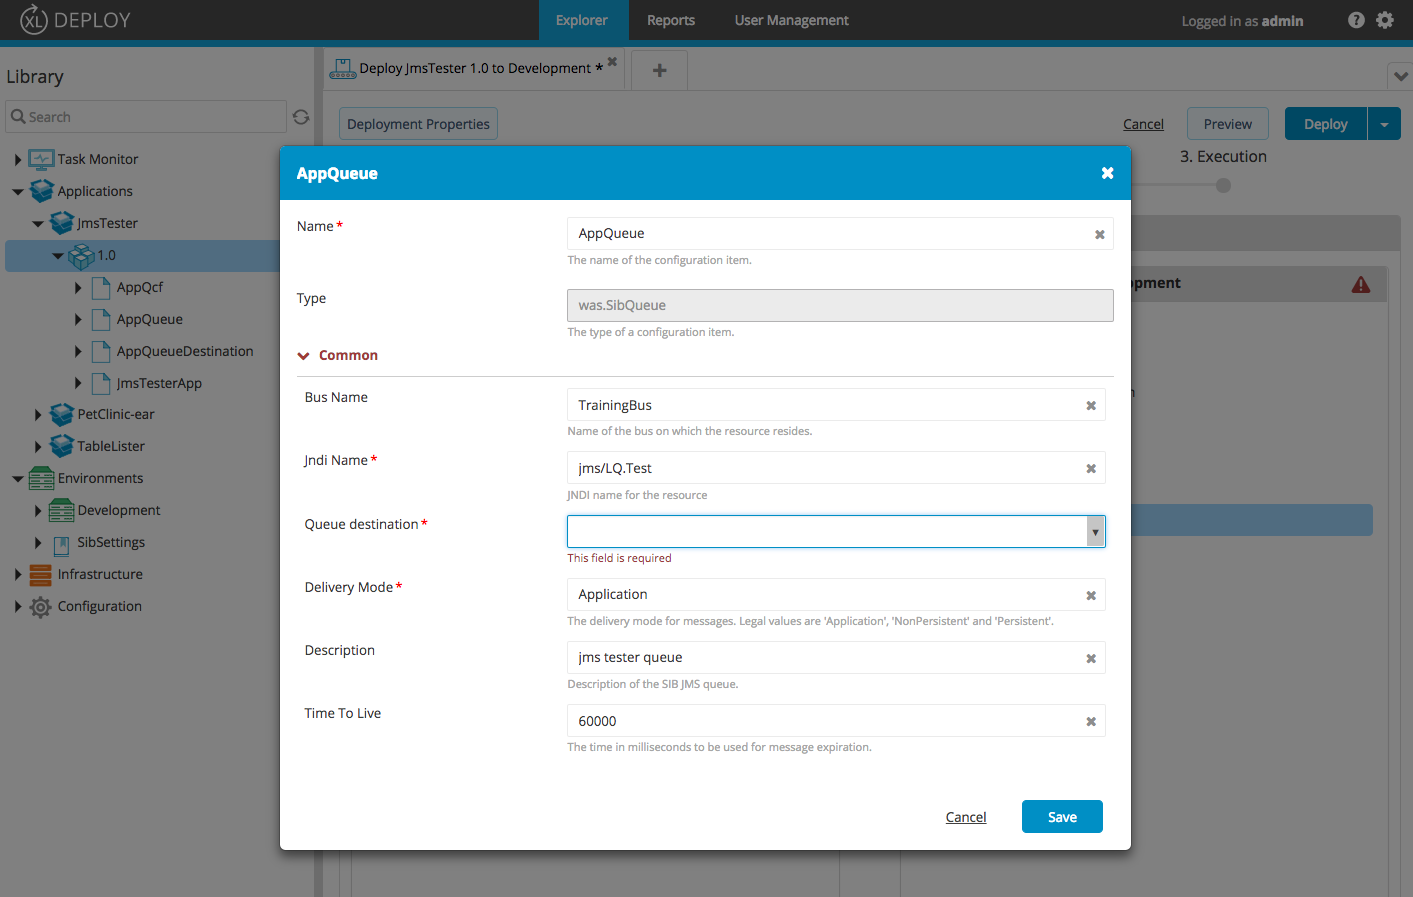 XL DEPLOY
Explorer
Reports
User Management
Logged in as admin
?
Library
Deploy JmsTester 1.0 to Development *
Search
Deployment Properties
Cancel
Preview
Deploy
3. Execution
Task Monitor
Applications
JmsTester
1.0
AppQcf
AppQueue
AppQueueDestination
JmsTesterApp
PetClinic-ear
TableLister
Environments
Development
SibSettings
Infrastructure
Configuration
AppQueue
Name *
AppQueue
The name of the configuration item.
Type
was.SibQueue
The type of a configuration item.
Common
Bus Name
TrainingBus
Name of the bus on which the resource resides.
Jndi Name *
jms/LQ.Test
JNDI name for the resource
Queue destination *
This field is required
Delivery Mode *
Application
The delivery mode for messages. Legal values are 'Application', 'NonPersistent' and 'Persistent'.
Description
jms tester queue
Description of the SIB JMS queue.
Time To Live
60000
The time in milliseconds to be used for message expiration.
Cancel
Save